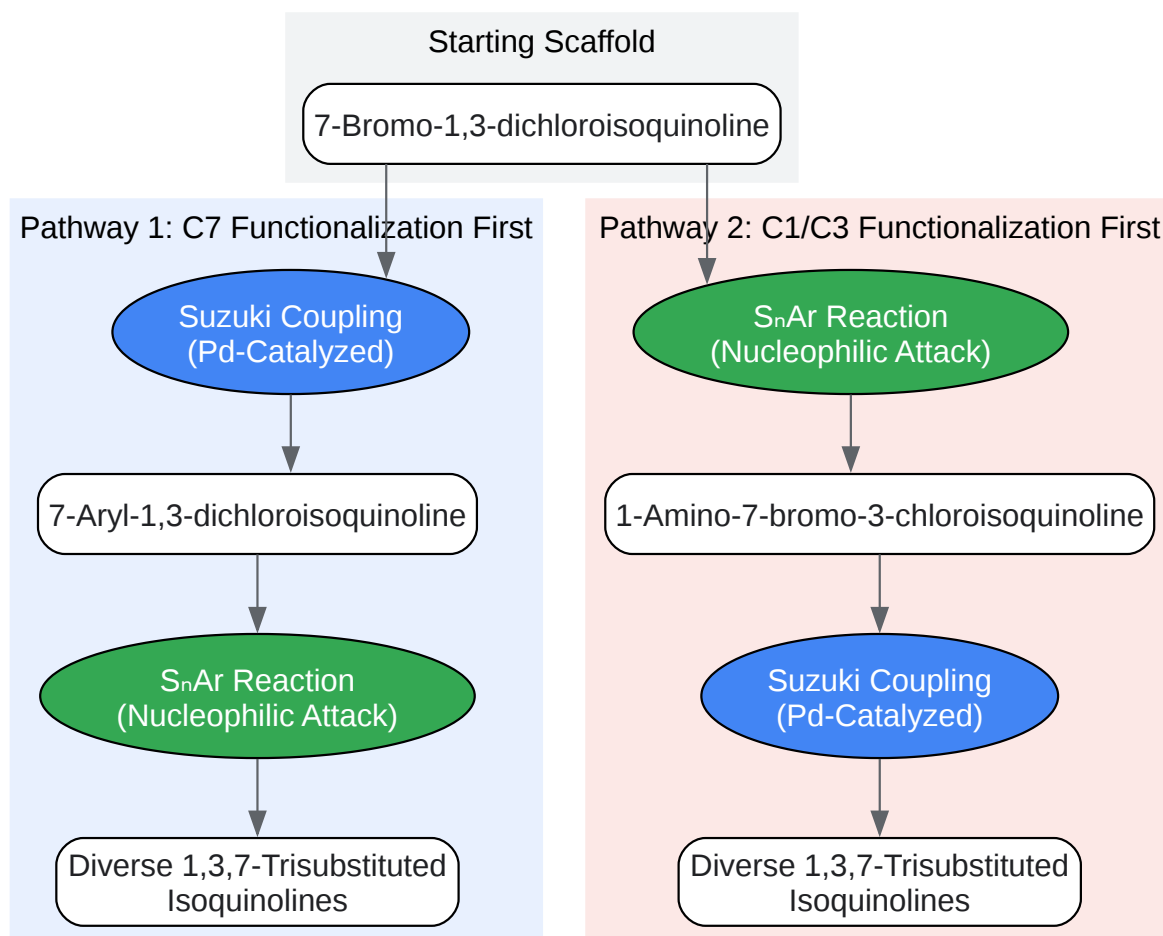 Starting Scaffold
7-Bromo-1,3-dichloroisoquinoline
Pathway 1: C7 Functionalization First
Suzuki Coupling
(Pd-Catalyzed)
7-Aryl-1,3-dichloroisoquinoline
SₙAr Reaction
(Nucleophilic Attack)
Diverse 1,3,7-Trisubstituted
Isoquinolines
Pathway 2: C1/C3 Functionalization First
SₙAr Reaction
(Nucleophilic Attack)
1-Amino-7-bromo-3-chloroisoquinoline
Suzuki Coupling
(Pd-Catalyzed)
Diverse 1,3,7-Trisubstituted
Isoquinolines